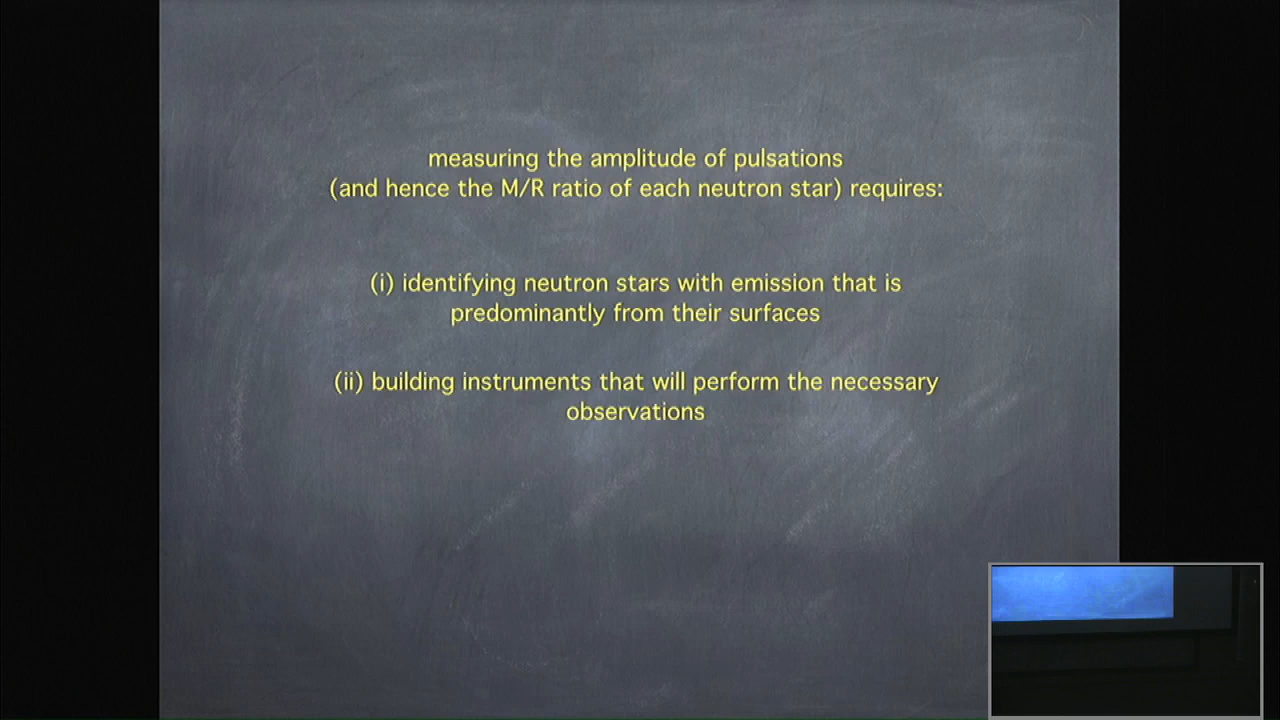 measuring the amplitude of pulsations
(and hence the M/R ratio of each neutron star) requires:
(i) identifying neutron stars with emission that is
predominantly from their surfaces
(ii) building instruments that will perform the necessary
observations